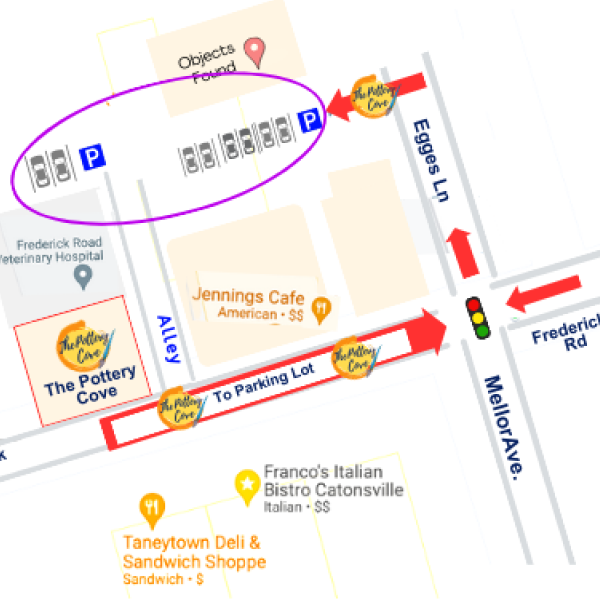 Objects
Found
The Pottery
Cove
P
P
Egges Ln
Frederick Road
Veterinary Hospital
Jennings Cafe
American • $$
Alley
The Pottery
Cove
The Pottery
Cove
To Parking Lot
The Pottery
Cove
The Pottery
Cove
Frederick
Rd
MellorAve.
k
Franco's Italian
Bistro Catonsville
Italian • $$
Taneytown Deli &
Sandwich Shoppe
Sandwich • $